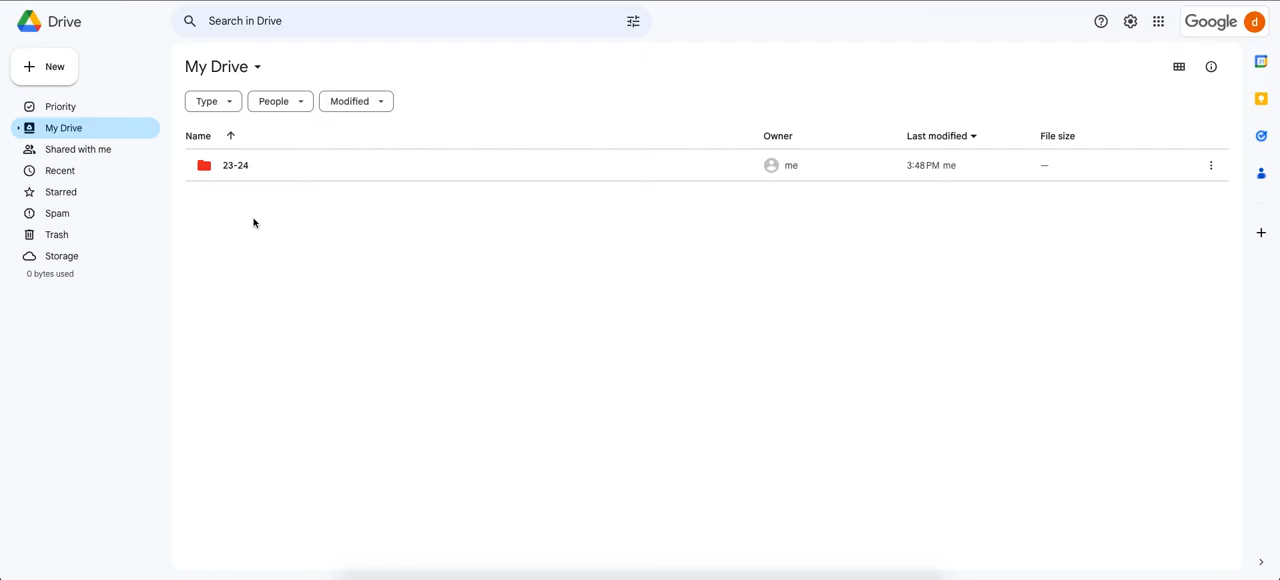 Drive
Search in Drive
Google d
New
Priority
My Drive
Shared with me
Recent
Starred
Spam
Trash
Storage
0 bytes used
My Drive
Type
People
Modified
Name
Owner
Last modified
File size
23-24
me
3:48 PM me
—